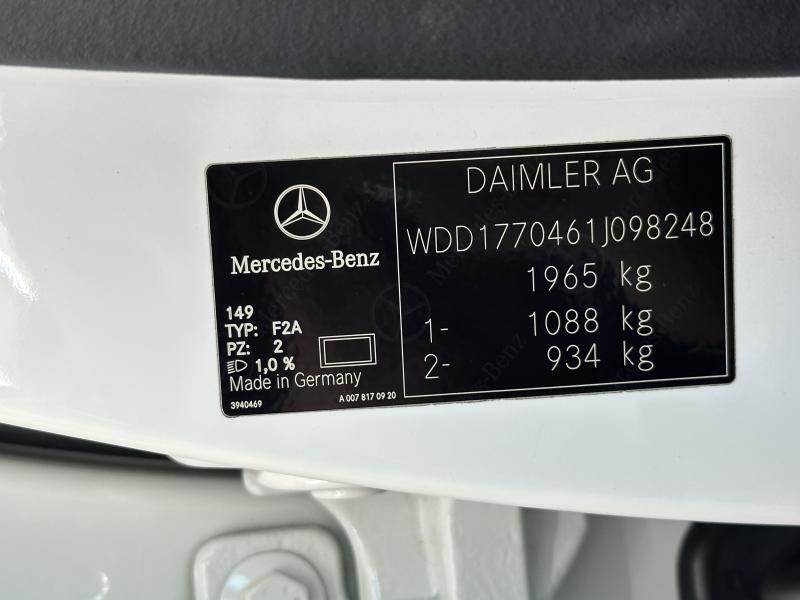 Mercedes-Benz
149
TYP: F2A
PZ: 2
1,0 %
Made in Germany
3940469
A 007 817 09 20
DAIMLER AG
WDD1770461J098248
1965 kg
1- 1088 kg
2- 934 kg